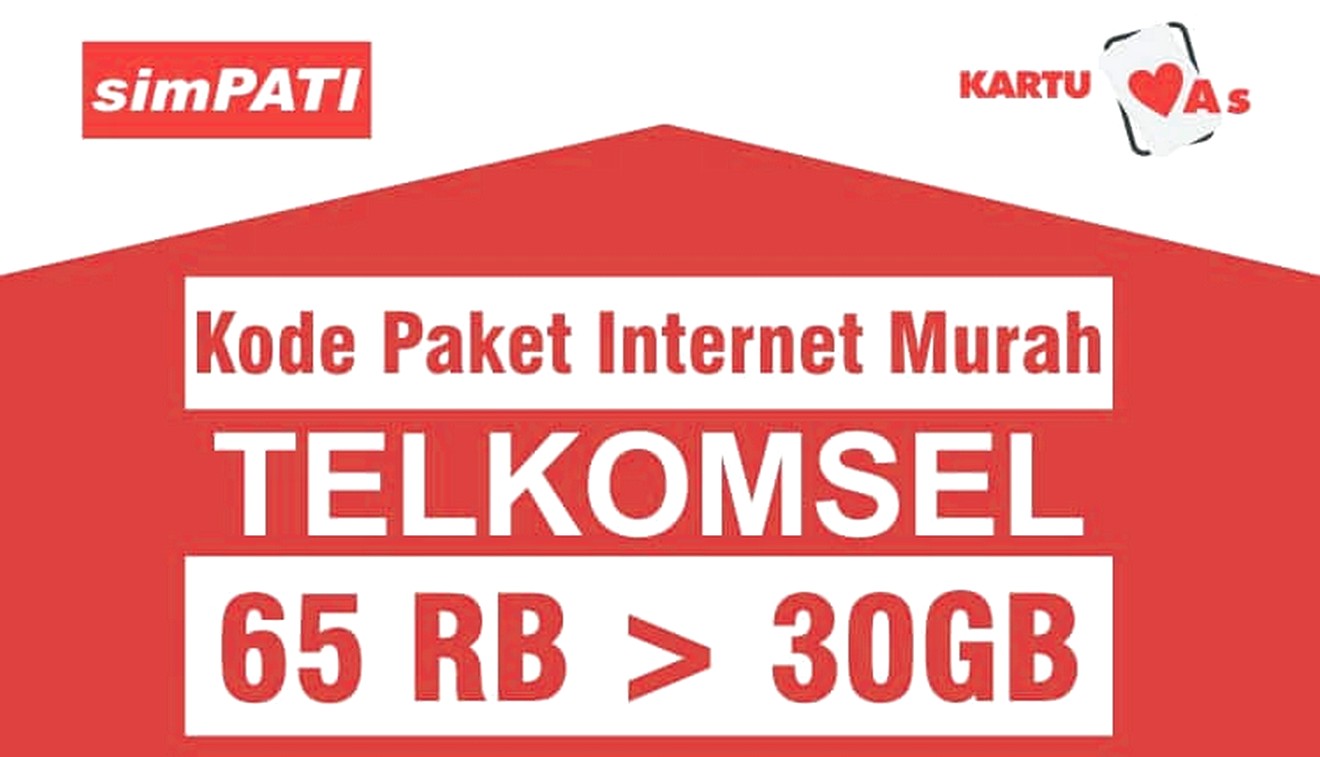 simPATI
KARTU As
Kode Paket Internet Murah
TELKOMSEL
65 RB > 30GB